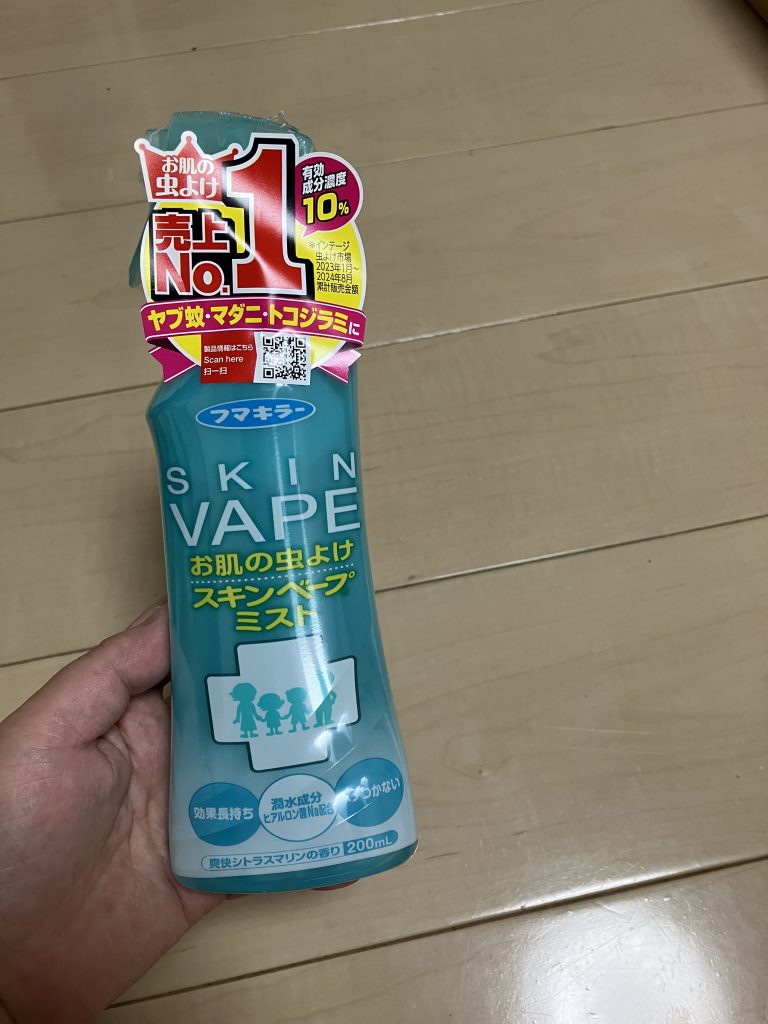 お肌の
虫よけ
売上
No.1
有効
成分濃度
10%
※インテージ
虫よけ市場
2023年1月～
2024年8月
累計販売金額
ヤブ蚊・マダニ・トコジラミに
製品情報はこちら
Scan here
扫一扫
フマキラー
SKIN
VAPE
お肌の虫よけ
スキンベープ
ミスト
効果長持ち
潤水成分
ヒアルロン酸Na配合
つかない
爽快シトラスマリンの香り 200mL